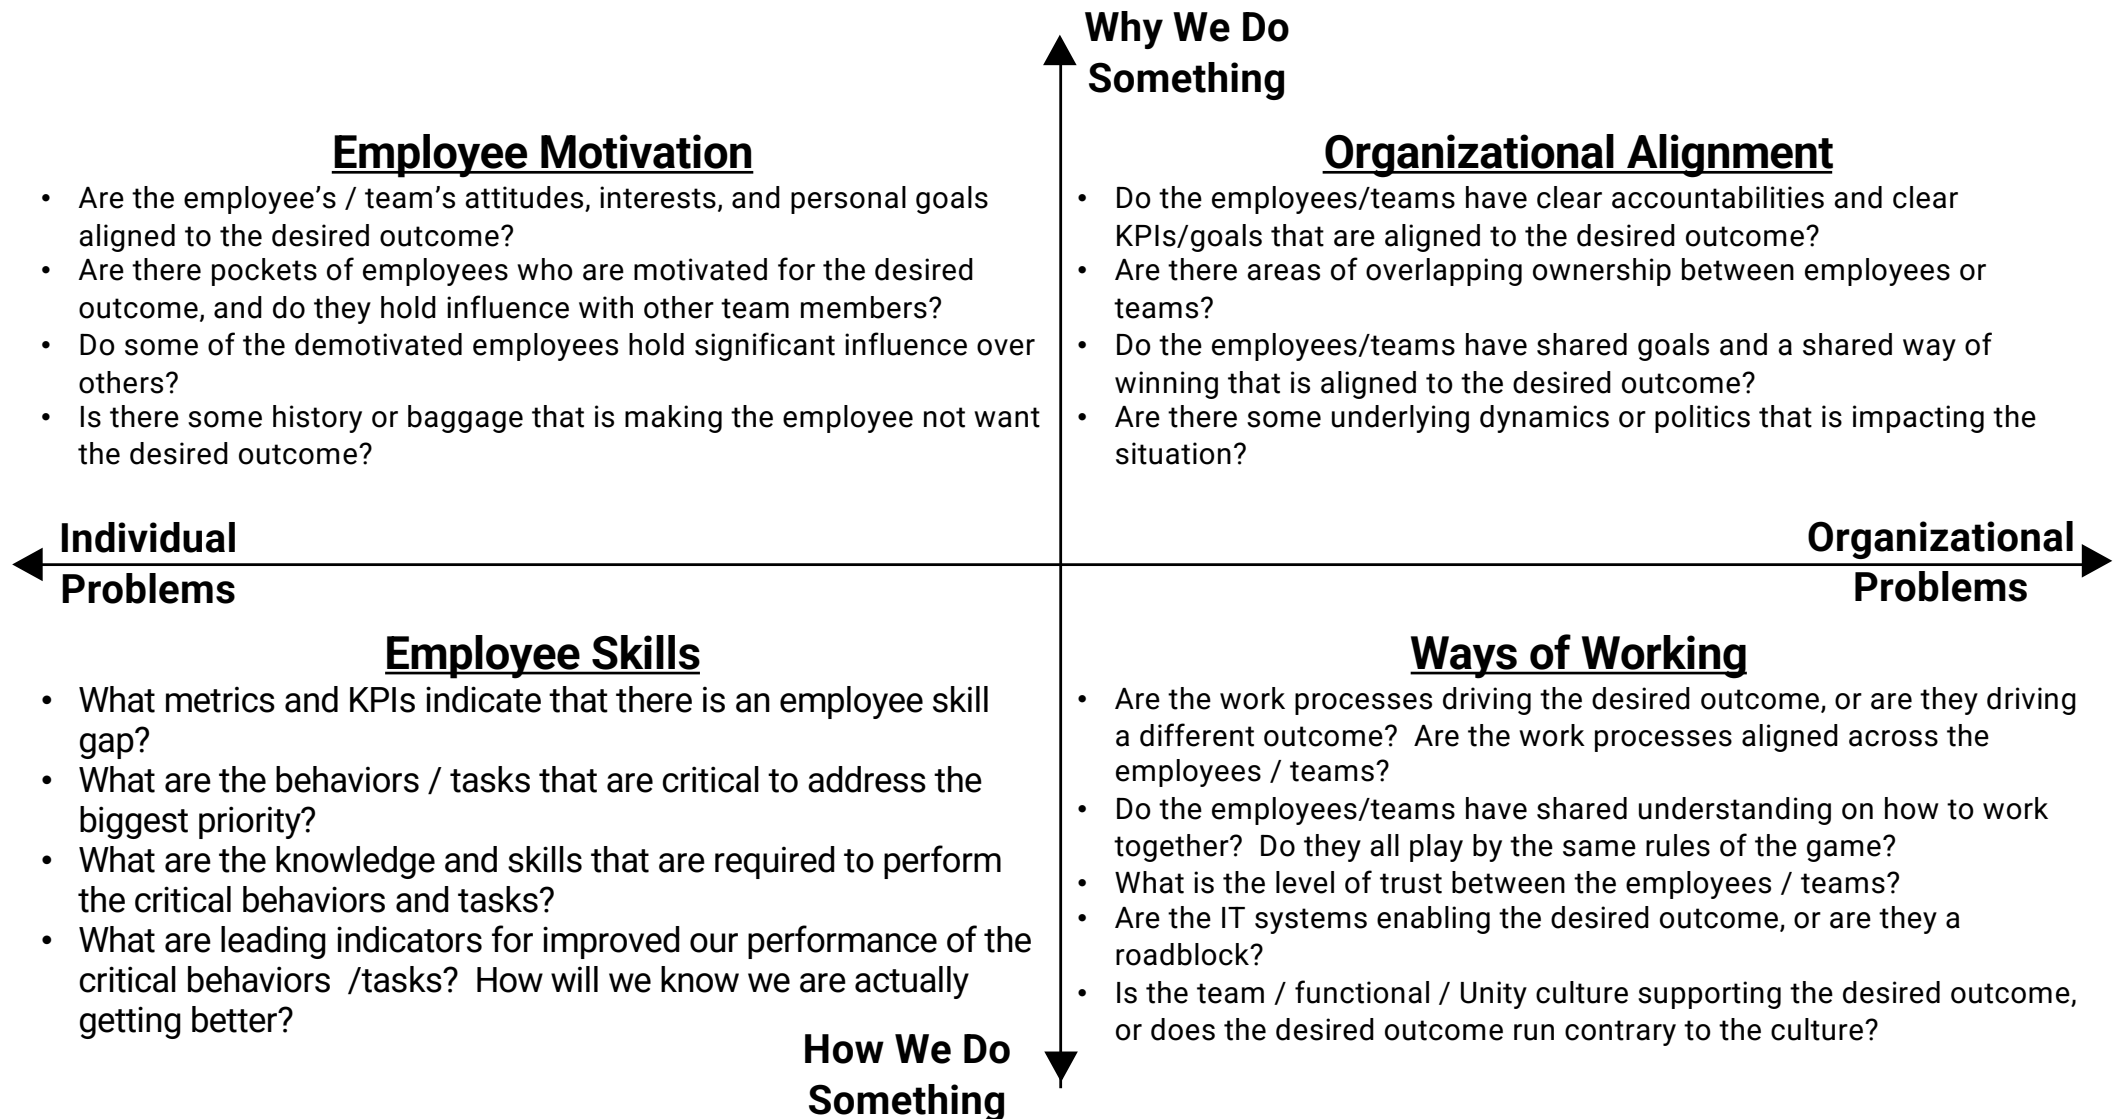 Why We Do
Something
Employee Motivation
• Are the employee’s / team’s attitudes, interests, and personal goals
aligned to the desired outcome?
• Are there pockets of employees who are motivated for the desired
outcome, and do they hold influence with other team members?
• Do some of the demotivated employees hold significant influence over
others?
• Is there some history or baggage that is making the employee not want
the desired outcome?
Organizational Alignment
• Do the employees/teams have clear accountabilities and clear
KPIs/goals that are aligned to the desired outcome?
• Are there areas of overlapping ownership between employees or
teams?
• Do the employees/teams have shared goals and a shared way of
winning that is aligned to the desired outcome?
• Are there some underlying dynamics or politics that is impacting the
situation?
Individual
Problems
Organizational
Problems
Employee Skills
• What metrics and KPIs indicate that there is an employee skill
gap?
• What are the behaviors / tasks that are critical to address the
biggest priority?
• What are the knowledge and skills that are required to perform
the critical behaviors and tasks?
• What are leading indicators for improved our performance of the
critical behaviors /tasks? How will we know we are actually
getting better?
Ways of Working
• Are the work processes driving the desired outcome, or are they driving
a different outcome? Are the work processes aligned across the
employees / teams?
• Do the employees/teams have shared understanding on how to work
together? Do they all play by the same rules of the game?
• What is the level of trust between the employees / teams?
• Are the IT systems enabling the desired outcome, or are they a
roadblock?
• Is the team / functional / Unity culture supporting the desired outcome,
or does the desired outcome run contrary to the culture?
How We Do
Something